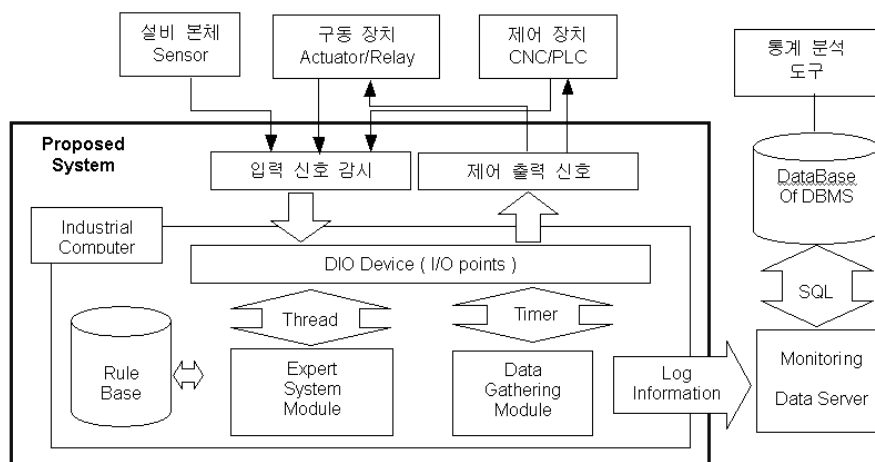 설비 본체
Sensor
구동 장치
Actuator/Relay
제어 장치
CNC/PLC
통계 분석
도구
Proposed
System
입력 신호 감시
제어 출력 신호
DataBase
Of DBMS
Industrial
Computer
DIO Device ( I/O points )
SQL
Thread
Timer
Rule
Base
Expert
System
Module
Data
Gathering
Module
Log
Information
Monitoring
Data Server